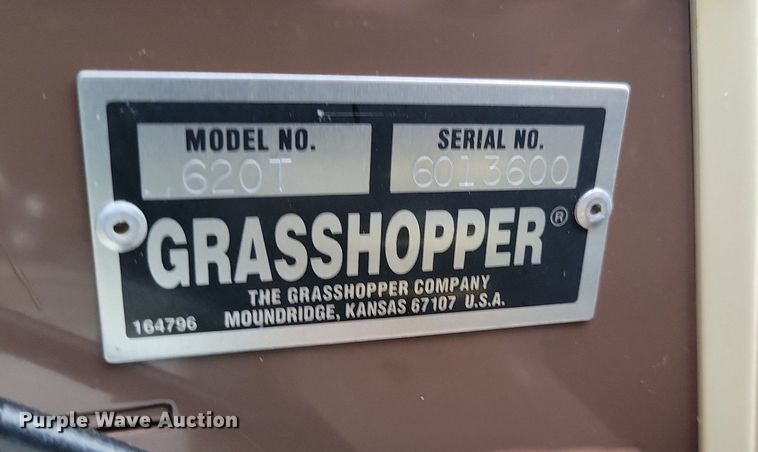 MODEL NO. SERIAL NO.
620T 6013600
GRASSHOPPER®
THE GRASSHOPPER COMPANY
MOUNDRIDGE, KANSAS 67107 U.S.A.
164796
Purple Wave Auction